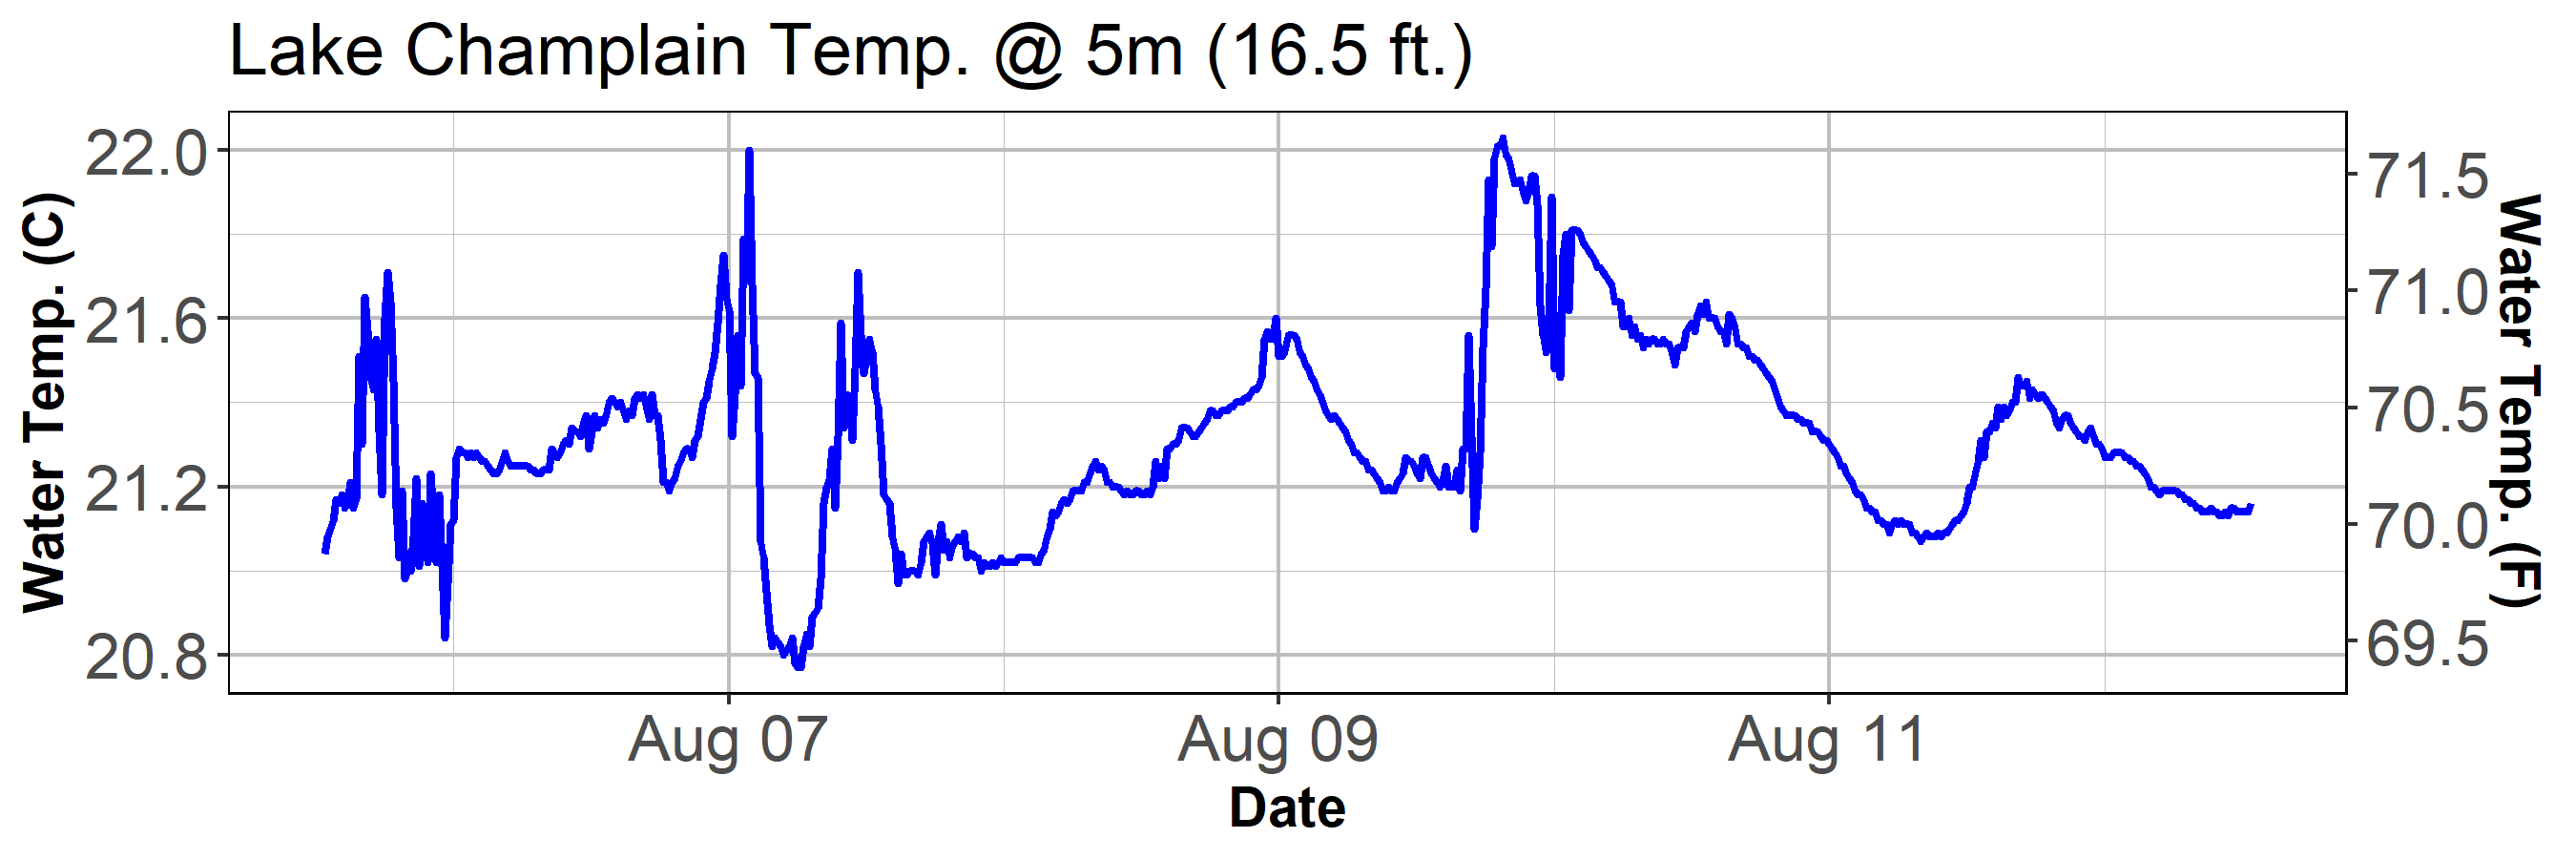 Lake Champlain Temp. @ 5m (16.5 ft.)
Water Temp. (C)
22.0
21.6
21.2
20.8
71.5
71.0
70.5
70.0
69.5
Water Temp. (F)
Aug 07
Aug 09
Aug 11
Date